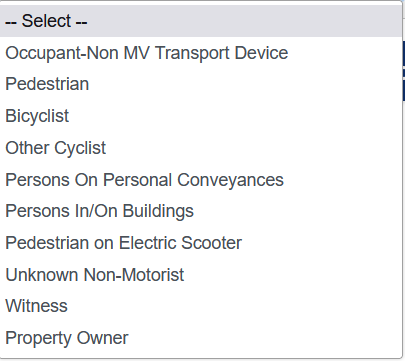 -- Select --
Occupant-Non MV Transport Device
Pedestrian
Bicyclist
Other Cyclist
Persons On Personal Conveyances
Persons In/On Buildings
Pedestrian on Electric Scooter
Unknown Non-Motorist
Witness
Property Owner